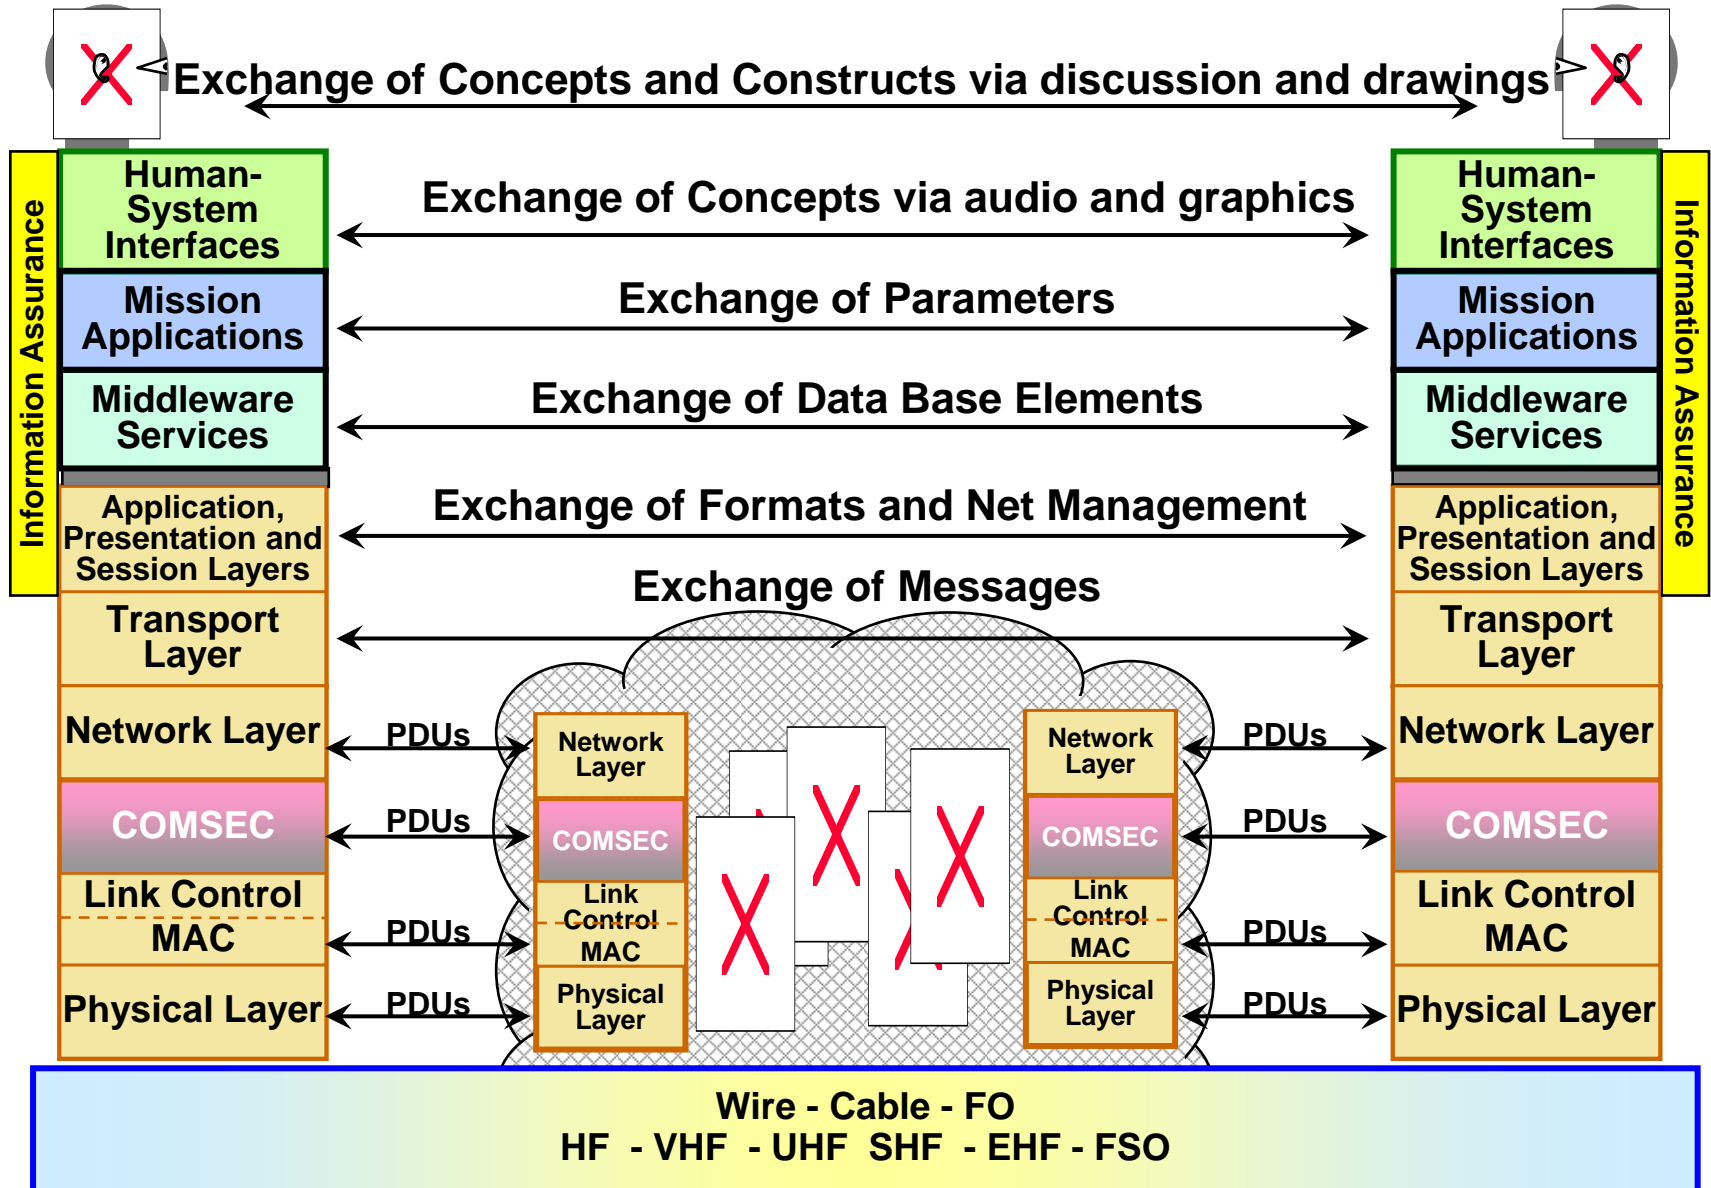 Exchange of Concepts and Constructs via discussion and drawings
Information Assurance
Human-
System
Interfaces
Exchange of Concepts via audio and graphics
Human-
System
Interfaces
Information Assurance
Mission
Applications
Exchange of Parameters
Mission
Applications
Middleware
Services
Exchange of Data Base Elements
Middleware
Services
Application,
Presentation and
Session Layers
Exchange of Formats and Net Management
Application,
Presentation and
Session Layers
Exchange of Messages
Transport
Layer
Transport
Layer
Network Layer
PDUs
Network
Layer
Network
Layer
PDUs
Network Layer
COMSEC
PDUs
COMSEC
COMSEC
PDUs
COMSEC
Link Control
MAC
PDUs
Link
Control
MAC
Link
Control
MAC
PDUs
Link Control
MAC
Physical Layer
PDUs
Physical
Layer
Physical
Layer
PDUs
Physical Layer
Wire - Cable - FO
HF - VHF - UHF SHF - EHF - FSO